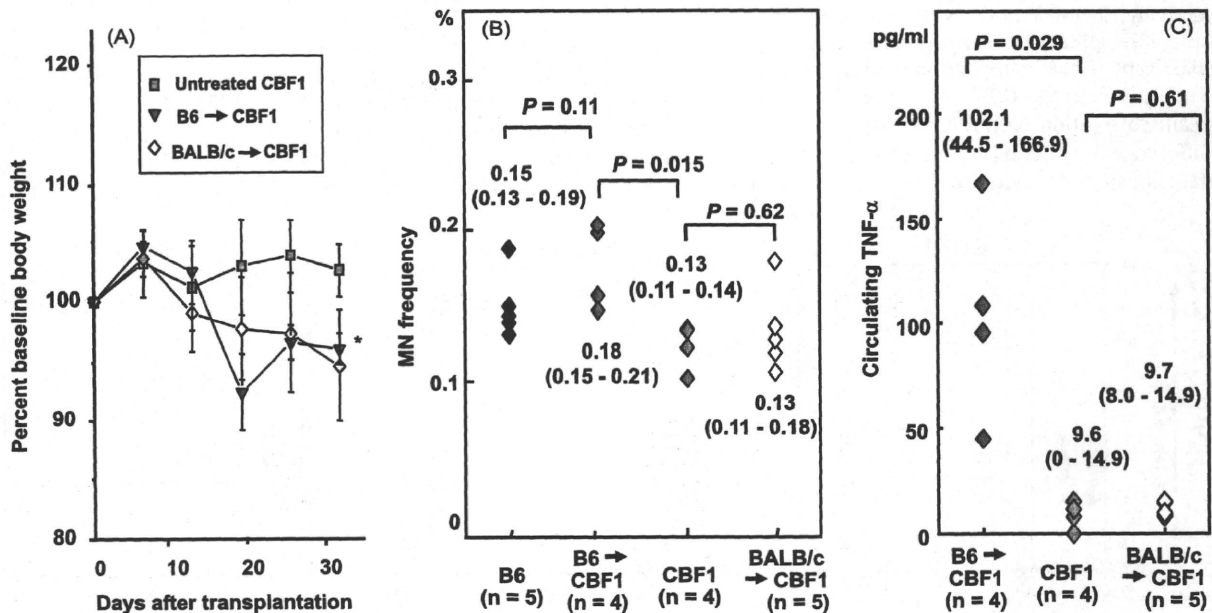 (A)
Untreated CBF1
B6 → CBF1
BALB/c → CBF1
Percent baseline body weight
120
110
100
90
80
*
0 10 20 30
Days after transplantation
%
(B)
MN frequency
0.3
0.2
0.1
0
P = 0.11
0.15
(0.13 - 0.19)
P = 0.015
P = 0.62
0.13
(0.11 - 0.14)
0.18
(0.15 - 0.21)
0.13
(0.11 - 0.18)
B6
(n = 5)
B6 →
CBF1
(n = 4)
CBF1
(n = 4)
BALB/c
→ CBF1
(n = 5)
(C)
pg/ml
Circulating TNF-α
200
150
100
50
0
P = 0.029
P = 0.61
102.1
(44.5 - 166.9)
9.7
(8.0 - 14.9)
9.6
(0 - 14.9)
B6 →
CBF1
(n = 4)
CBF1
(n = 4)
BALB/c
→ CBF1
(n = 5)